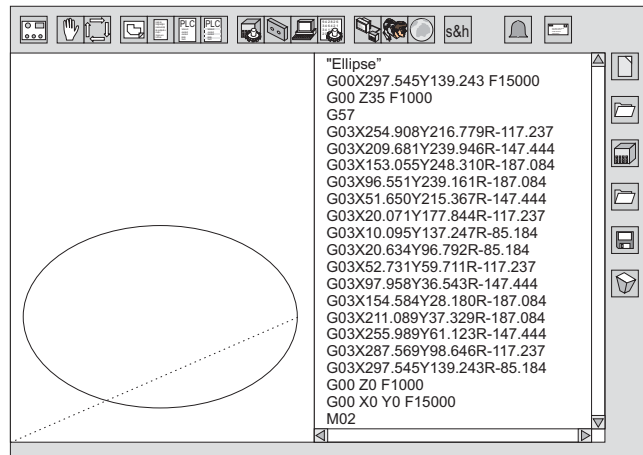 PLC
PLC
s&h
"Ellipse”
G00X297.545Y139.243 F15000
G00 Z35 F1000
G57
G03X254.908Y216.779R-117.237
G03X209.681Y239.946R-147.444
G03X153.055Y248.310R-187.084
G03X96.551Y239.161R-187.084
G03X51.650Y215.367R-147.444
G03X20.071Y177.844R-117.237
G03X10.095Y137.247R-85.184
G03X20.634Y96.792R-85.184
G03X52.731Y59.711R-117.237
G03X97.958Y36.543R-147.444
G03X154.584Y28.180R-187.084
G03X211.089Y37.329R-187.084
G03X255.989Y61.123R-147.444
G03X287.569Y98.646R-117.237
G03X297.545Y139.243R-85.184
G00 Z0 F1000
G00 X0 Y0 F15000
M02